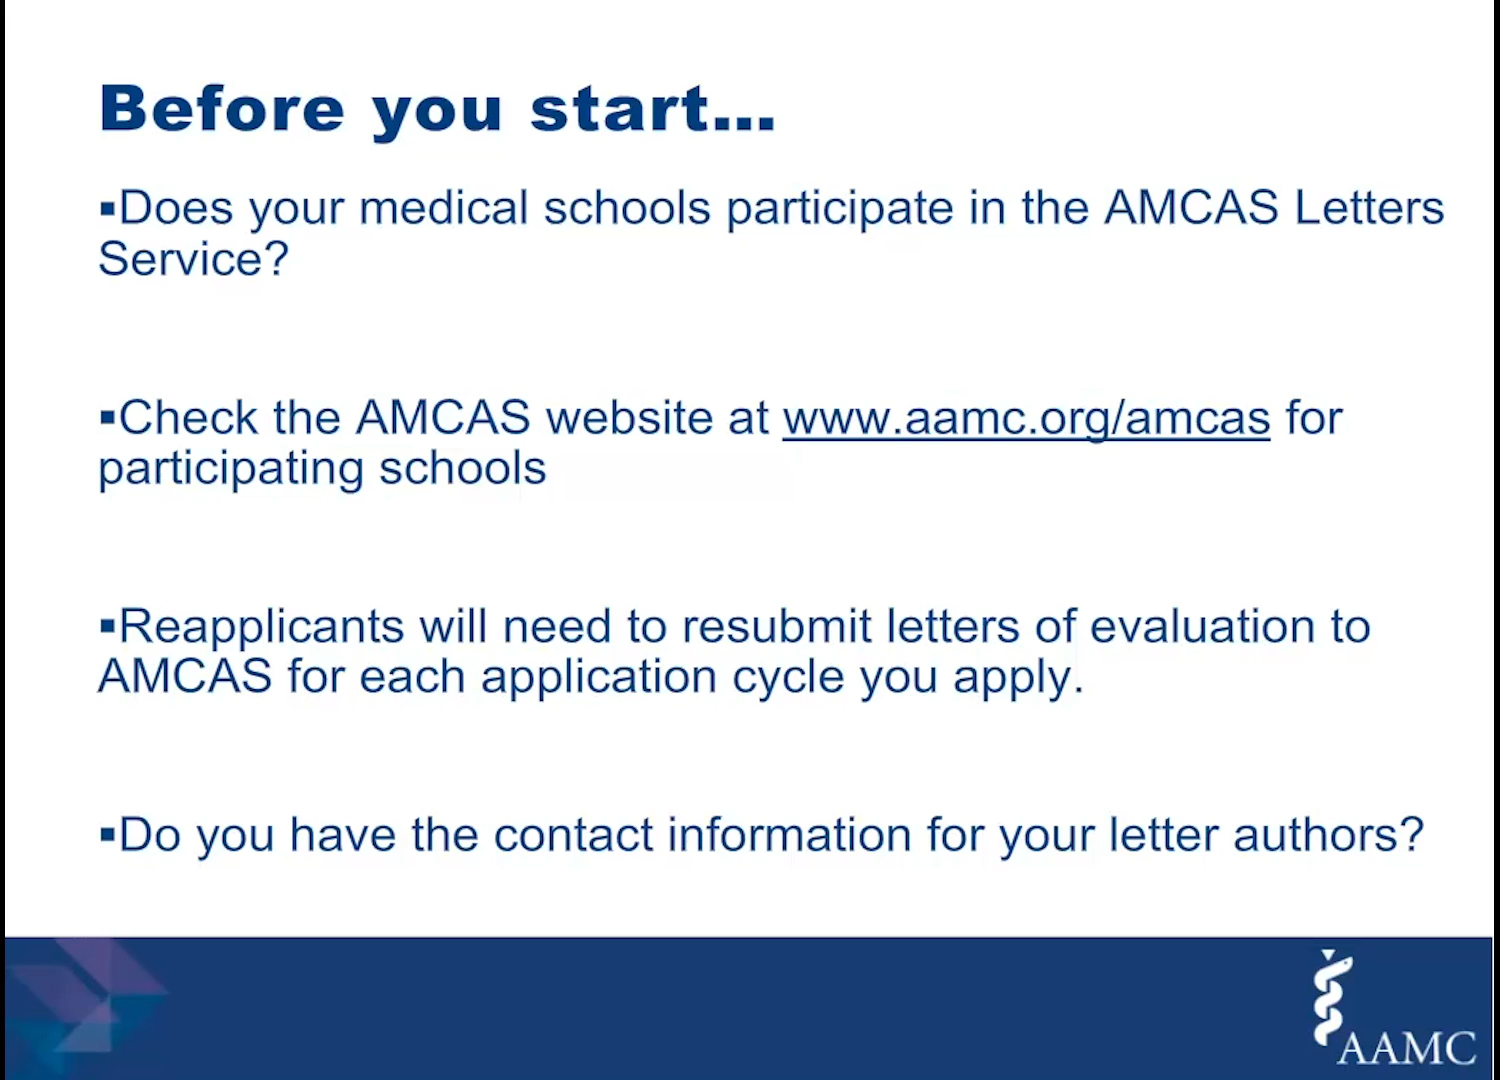 Before you start...
▪Does your medical schools participate in the AMCAS Letters
Service?
▪Check the AMCAS website at www.aamc.org/amcas for
participating schools
▪Reapplicants will need to resubmit letters of evaluation to
AMCAS for each application cycle you apply.
▪Do you have the contact information for your letter authors?
AAMC